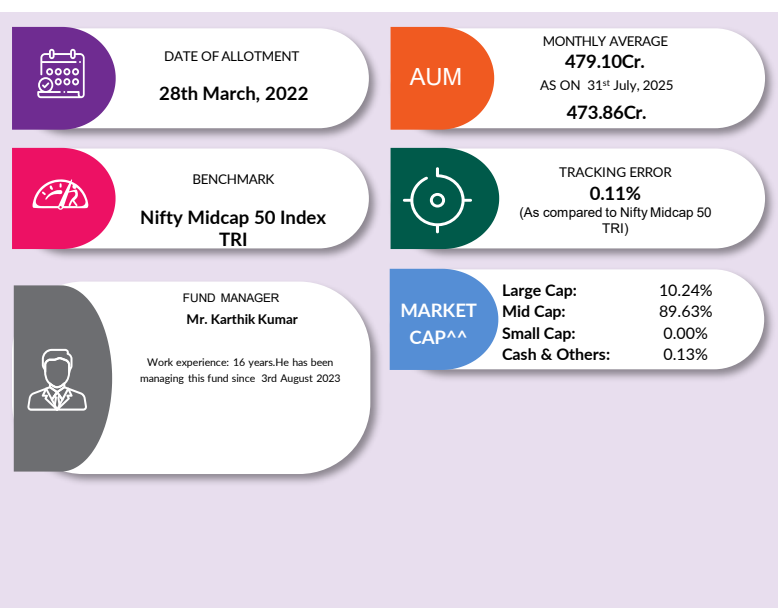 DATE OF ALLOTMENT
28th March, 2022
AUM
MONTHLY AVERAGE
479.10Cr.
AS ON 31st July, 2025
473.86Cr.
BENCHMARK
Nifty Midcap 50 Index
TRI
TRACKING ERROR
0.11%
(As compared to Nifty Midcap 50
TRI)
FUND MANAGER
Mr. Karthik Kumar
Work experience: 16 years.He has been
managing this fund since 3rd August 2023
MARKET
CAP^^
Large Cap: 10.24%
Mid Cap: 89.63%
Small Cap: 0.00%
Cash & Others: 0.13%